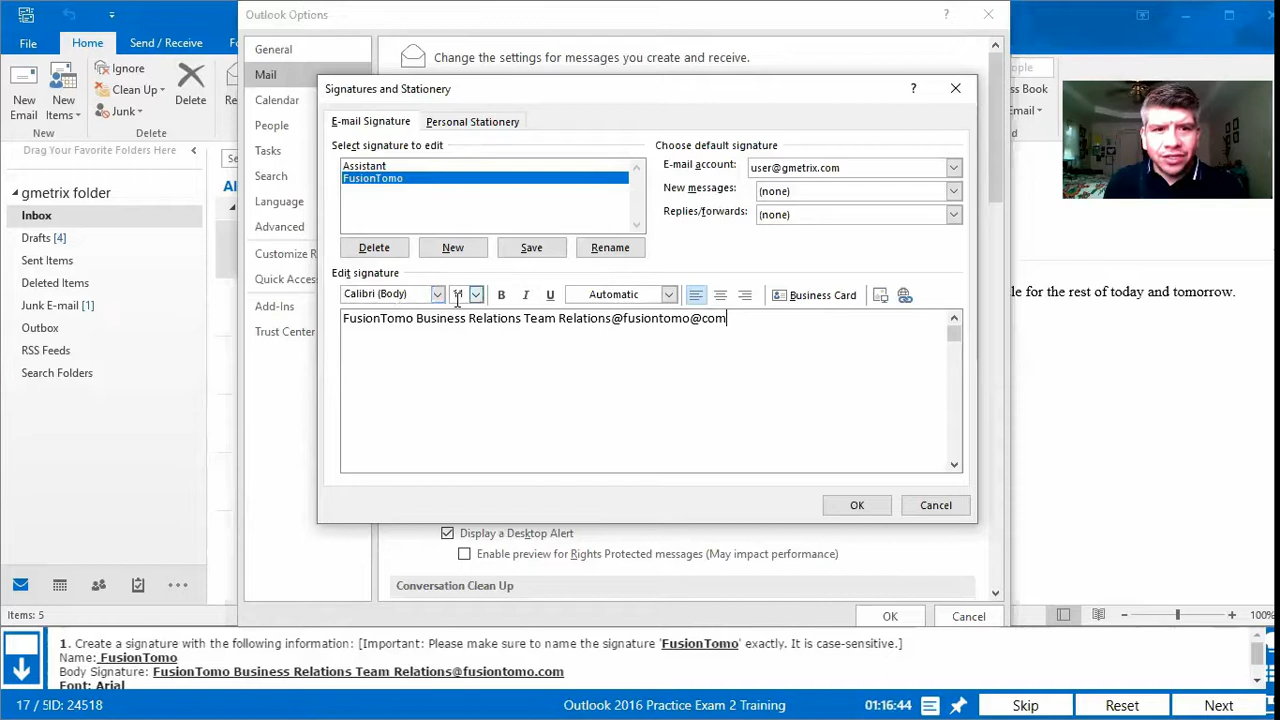 Outlook Options
File
Home
Send / Receive
New
Email
New
Items
Ignore
Clean Up
Junk
Delete
New
Delete
Book
Email
Drag Your Favorite Folders Here
gmetrix folder
Inbox
Drafts [4]
Sent Items
Deleted Items
Junk E-mail [1]
Outbox
RSS Feeds
Search Folders
Items: 5
General
Mail
Calendar
People
Tasks
Search
Language
Advanced
Customize R
Quick Acces
Add-Ins
Trust Center
Change the settings for messages you create and receive.
Signatures and Stationery
E-mail Signature
Personal Stationery
Select signature to edit
Assistant
FusionTomo
Delete
New
Save
Rename
Choose default signature
E-mail account:
user@gmetrix.com
New messages:
(none)
Replies/forwards:
(none)
Edit signature
Calibri (Body)
11
B
I
U
Automatic
Business Card
FusionTomo Business Relations Team Relations@fusiontomo@com
OK
Cancel
le for the rest of today and tomorrow.
Display a Desktop Alert
Enable preview for Rights Protected messages (May impact performance)
Conversation Clean Up
OK
Cancel
100%
1. Create a signature with the following information: [Important: Please make sure to name the signature 'FusionTomo' exactly. It is case-sensitive.]
Name: FusionTomo
Body Signature: FusionTomo Business Relations Team Relations@fusiontomo.com
Font: Arial
17 / 5ID: 24518
Outlook 2016 Practice Exam 2 Training
01:16:44
Skip
Reset
Next